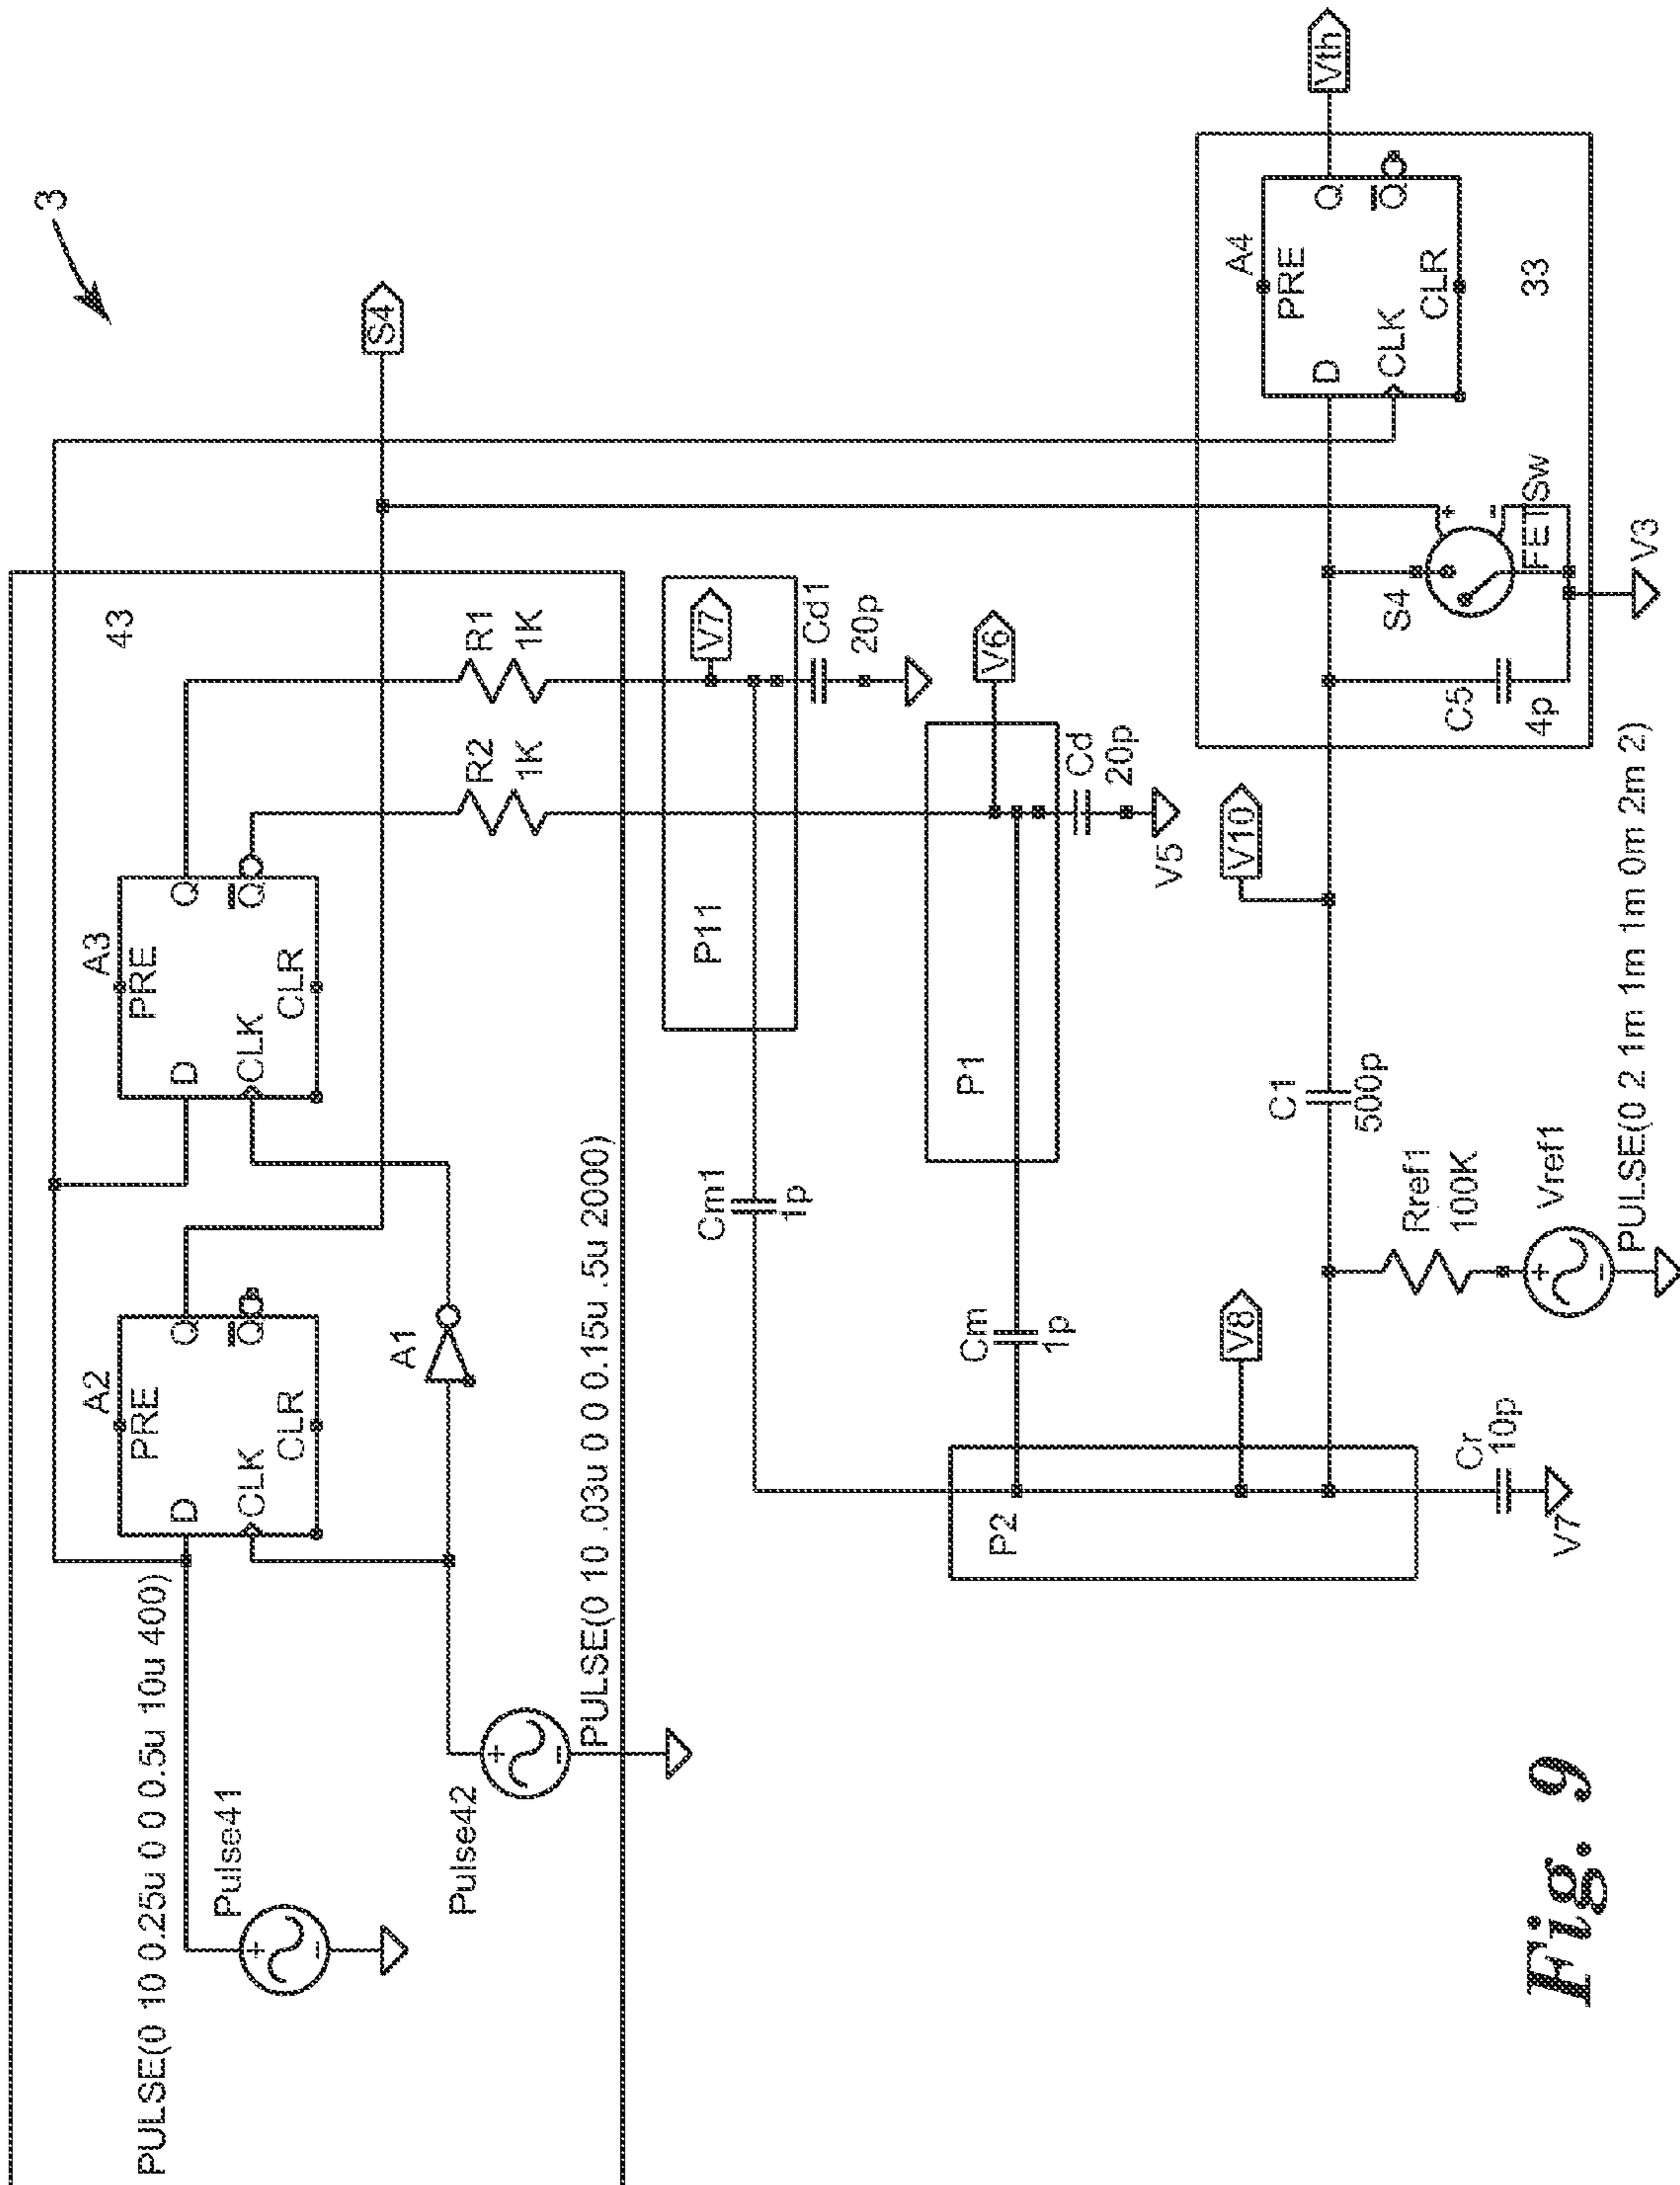 3
43
PULSE(0 10 0.25u 0 0 0.5u 10u 400)
Pulse41
A2
PRE
D
Q
CLK
Q
CLR
A3
PRE
D
Q
CLK
Q
CLR
S4
A1
Pulse42
PULSE(0 10 .03u 0 0 0.15u .5u 2000)
R2
1K
R1
1K
P11
V7
Cd1
20p
Cm1
1p
P1
V6
Cd
20p
V5
Cm
1p
P2
V8
V10
C1
500p
Cr
10p
V7
Rref1
100K
Vref1
PULSE(0 2 1m 1m 1m 0m 2m 2)
C5
4p
S4
FETSw
V3
A4
PRE
D
Q
CLK
Q
CLR
33
Vth
Fig. 9